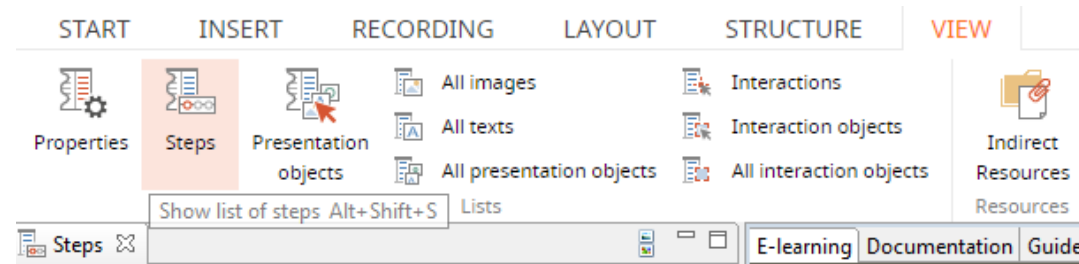 START INSERT RECORDING LAYOUT STRUCTURE VIEW
All images Interactions
Properties Steps Presentation objects All texts Interaction objects Indirect Resources
All presentation objects All interaction objects
Show list of steps Alt+Shift+S Lists Resources
Steps E-learning Documentation Guide